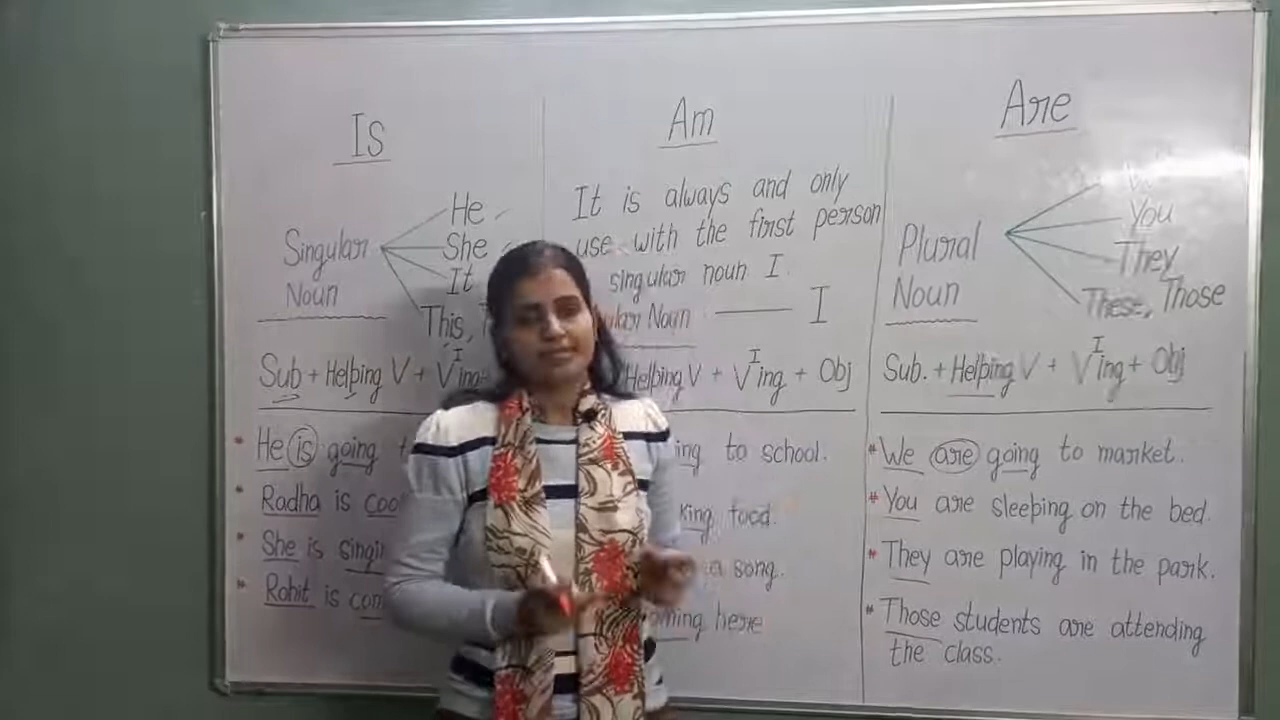 Is
Singular
Noun
He
She
It
This,
Sub + Helping V + V I ing
He is going
Radha is
She is
Rohit is
Am
It is always and only
use with the first person
singular noun I
Noun —— I
Helping V + V I ing + Obj
ing to school.
king food.
a song.
oming here
Are
Plural
Noun
You
They
These, Those
Sub. + Helping V + V I ing + Obj
* We are going to market.
* You are sleeping on the bed.
* They are playing in the park.
* Those students are attending
the class.